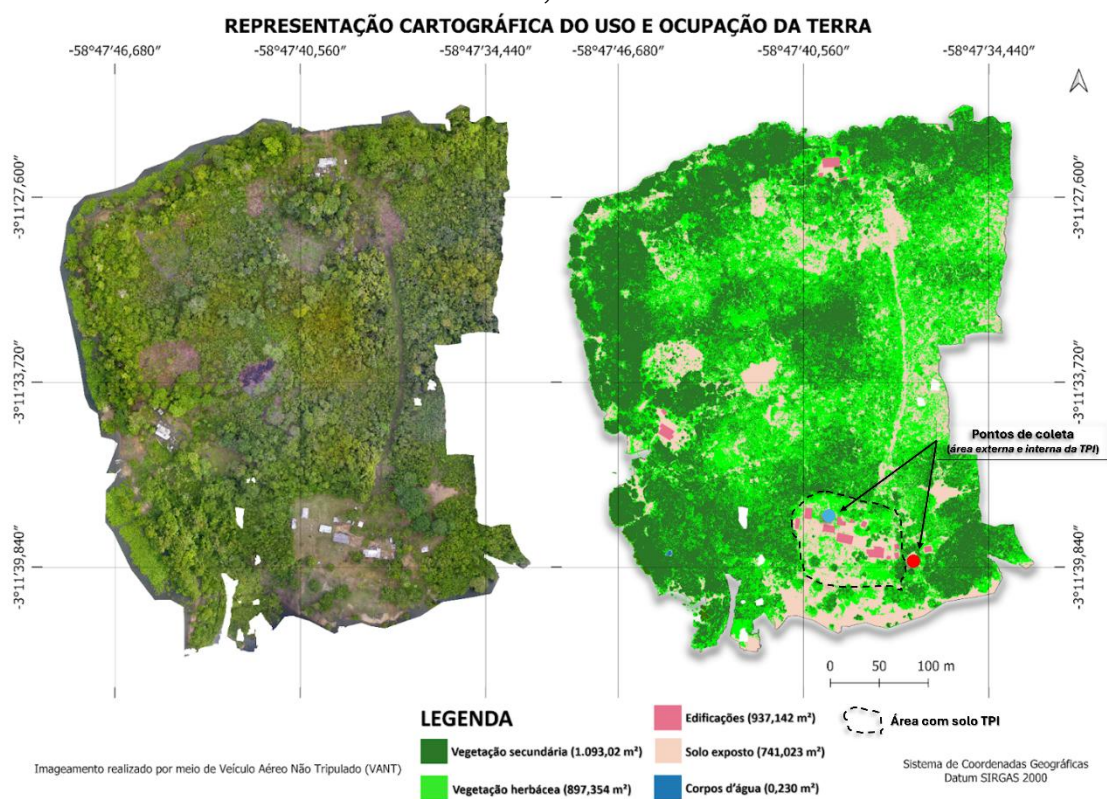 REPRESENTAÇÃO CARTOGRÁFICA DO USO E OCUPAÇÃO DA TERRA
-58°47'46,680" -58°47'40,560" -58°47'34,440" -58°47'46,680" -58°47'40,560" -58°47'34,440"
-3°11'27,600" -3°11'27,600"
-3°11'33,720" -3°11'33,720"
Pontos de coleta
(área externa e interna da TPI)
-3°11'39,840" -3°11'39,840"
0 50 100 m
LEGENDA
Vegetação secundária (1.093,02 m²)
Vegetação herbácea (897,354 m²)
Edificações (937,142 m²)
Solo exposto (741,023 m²)
Corpos d'água (0,230 m²)
Área com solo TPI
Imageamento realizado por meio de Veículo Aéreo Não Tripulado (VANT)
Sistema de Coordenadas Geográficas
Datum SIRGAS 2000